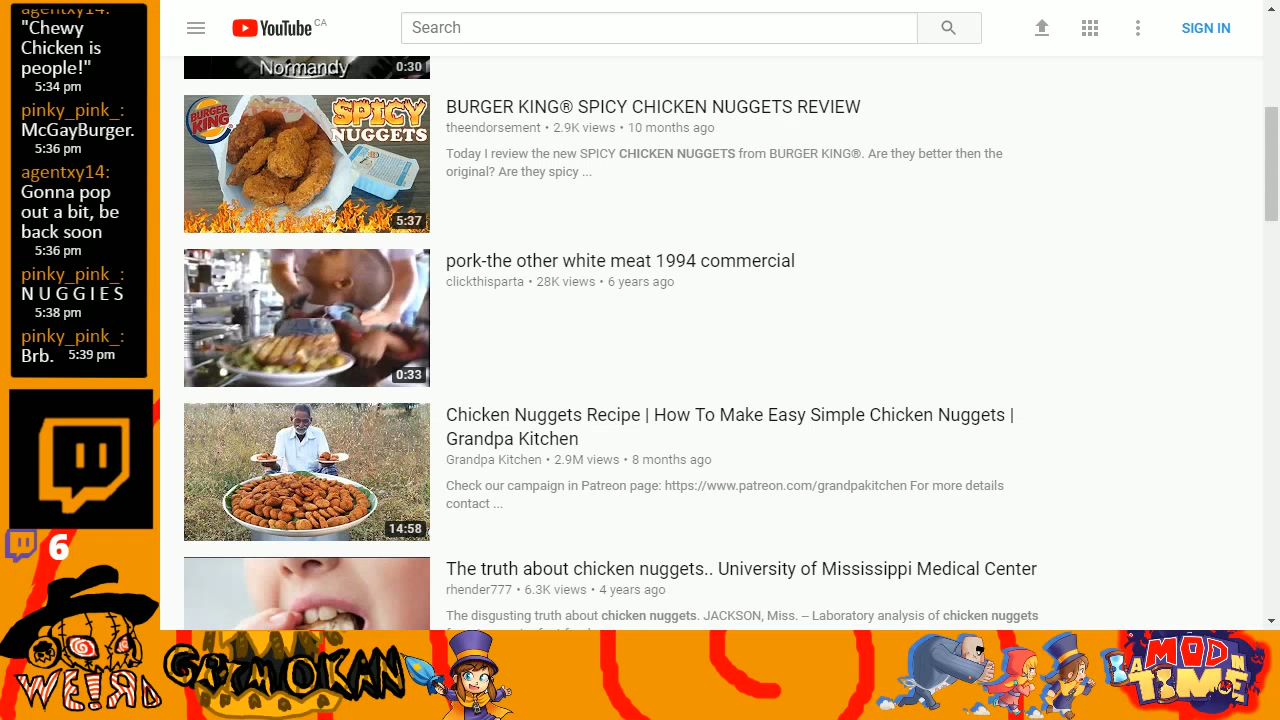 agentxy14:
"Chewy
Chicken is
people!"
5:34 pm
pinky_pink_:
McGayBurger.
5:36 pm
agentxy14:
Gonna pop
out a bit, be
back soon
5:36 pm
pinky_pink_:
N U G G I E S
5:38 pm
pinky_pink_:
Brb. 5:39 pm
6
WEIRD
YouTube CA
Search
SIGN IN
Normandy
0:30
BURGER KING
SPICY
NUGGETS
5:37
BURGER KING® SPICY CHICKEN NUGGETS REVIEW
theendorsement • 2.9K views • 10 months ago
Today I review the new SPICY CHICKEN NUGGETS from BURGER KING®. Are they better then the
original? Are they spicy ...
0:33
pork-the other white meat 1994 commercial
clickthisparta • 28K views • 6 years ago
14:58
Chicken Nuggets Recipe | How To Make Easy Simple Chicken Nuggets |
Grandpa Kitchen
Grandpa Kitchen • 2.9M views • 8 months ago
Check our campaign in Patreon page: https://www.patreon.com/grandpakitchen For more details
contact ...
The truth about chicken nuggets.. University of Mississippi Medical Center
rhender777 • 6.3K views • 4 years ago
The disgusting truth about chicken nuggets. JACKSON, Miss. – Laboratory analysis of chicken nuggets
GIZMOKAN
MOD
TIME